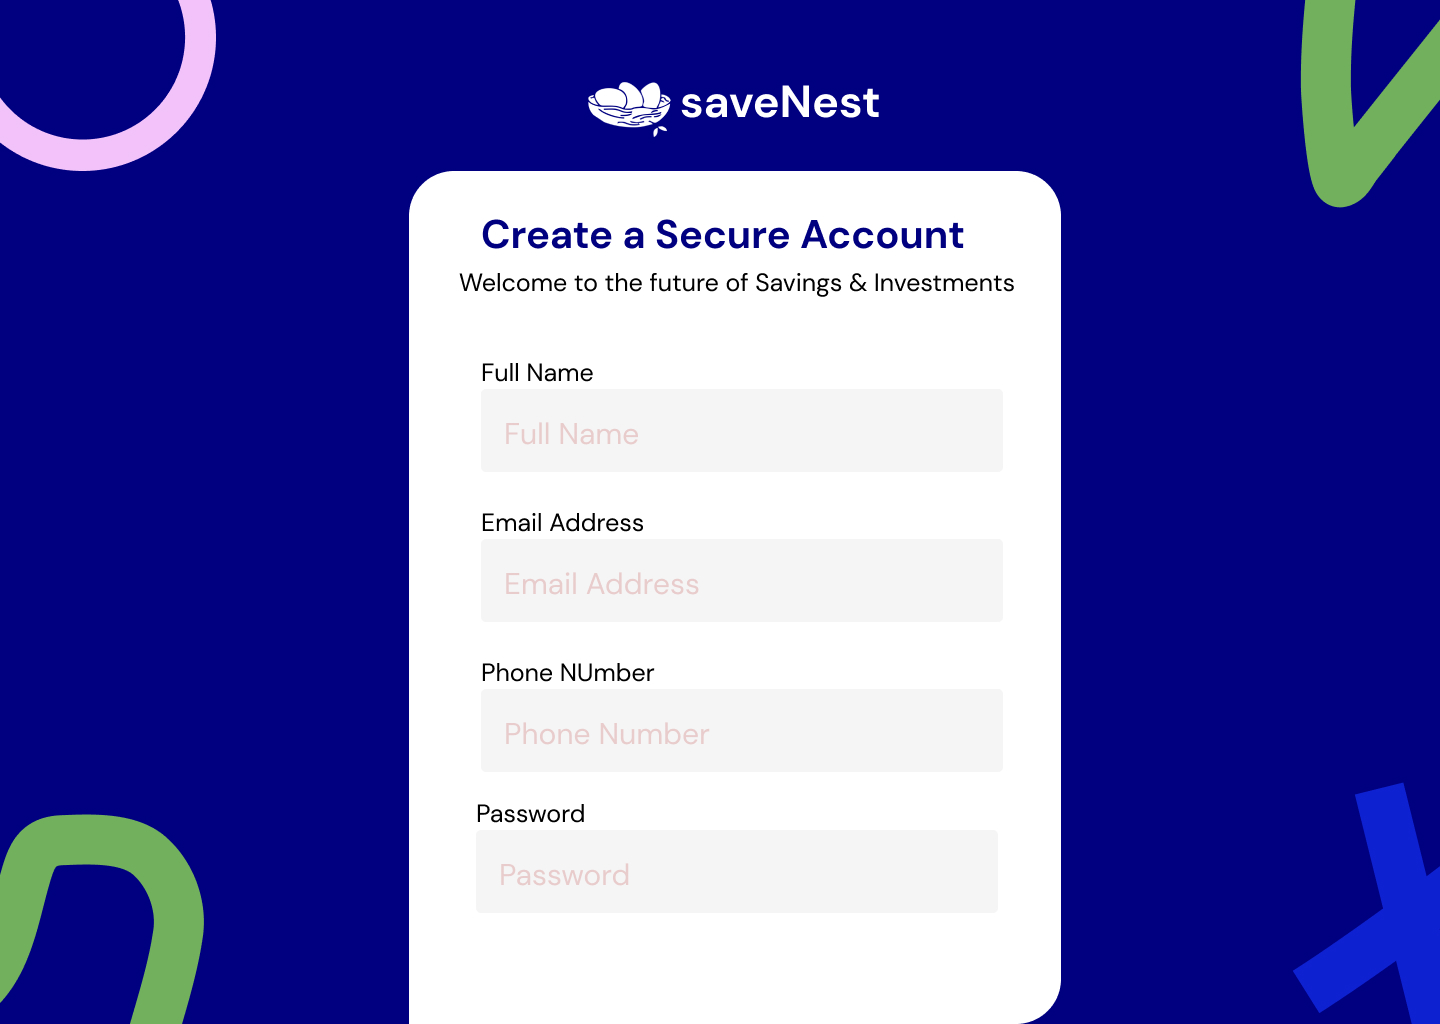 saveNest
Create a Secure Account
Welcome to the future of Savings & Investments
Full Name
Full Name
Email Address
Email Address
Phone NUmber
Phone Number
Password
Password